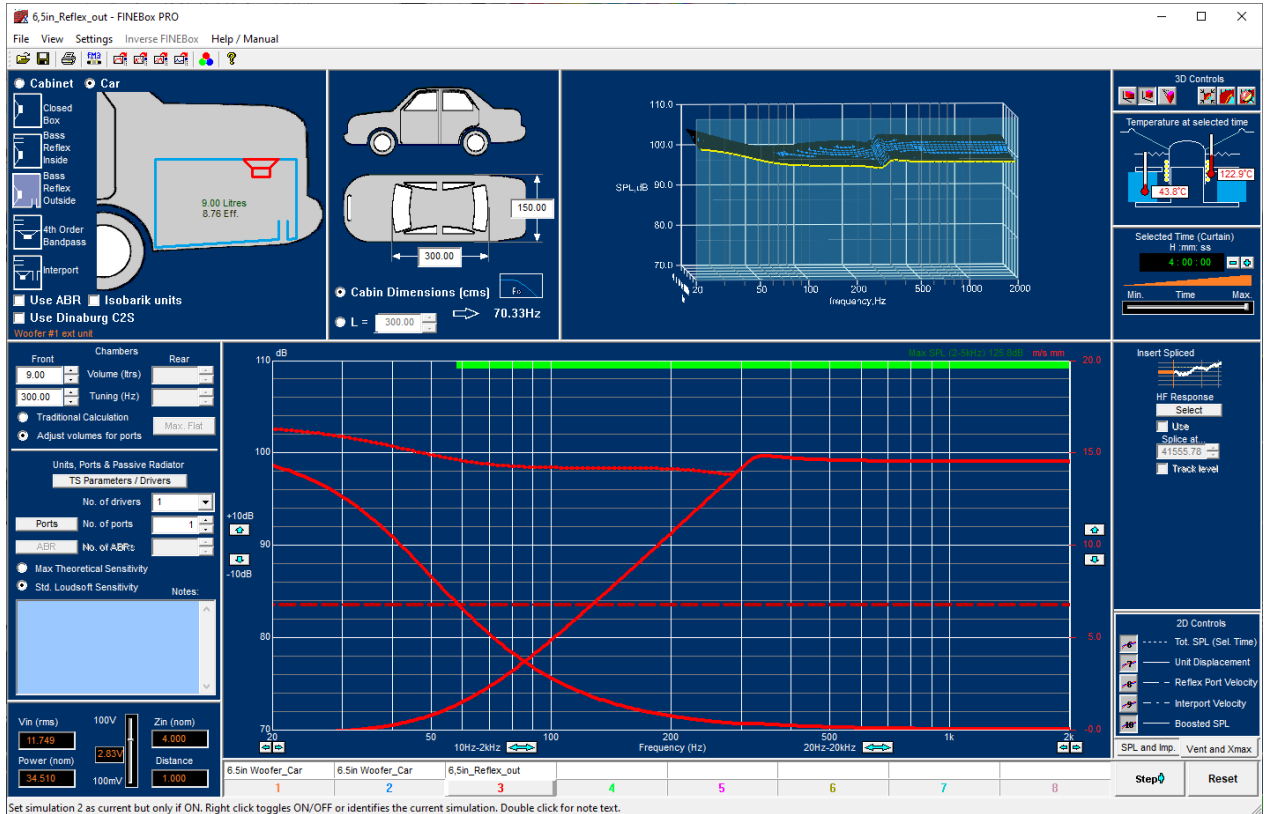 6,5in_Reflex_out - FINEBox PRO
File View Settings Inverse FINEBox Help / Manual
Cabinet Car
Closed
Box
Bass
Reflex
Inside
Bass
Reflex
Outside
4th Order
Bandpass
Interport
9.00 Litres
8.76 Eff.
Use ABR Isobarik units
Use Dinaburg C2S
Woofer #1 ext unit
150.00
300.00
Cabin Dimensions (cms) Fc
L = 300.00 70.33Hz
110.0
100.0
SPL,dB 90.0
80.0
70.0
20 50 100 200 500 1000 2000
frequency,Hz
3D Controls
Temperature at selected time
122.9°C
43.8°C
Selected Time (Curtain)
H :mm: ss
4 : 00 : 00
Min. Time Max.
Chambers
Front Rear
9.00 Volume (ltrs)
300.00 Tuning (Hz)
Traditional Calculation
Max. Flat
Adjust volumes for ports
Units, Ports & Passive Radiator
TS Parameters / Drivers
No. of drivers 1
Ports No. of ports 1
ABR No. of ABRs
Max Theoretical Sensitivity
Std. Loudsoft Sensitivity
Notes:
Vin (rms) 100V Zin (nom)
11.749 4.000
2.83V
Power (nom) Distance
34.510 100mV 1.000
110 dB Max SPL (2-5kHz) 125.8dB m/s mm 20.0
100 15.0
+10dB
90 10.0
-10dB
80 5.0
70 -0.0
20 50 100 200 500 1k 2k
10Hz-2kHz Frequency (Hz) 20Hz-20kHz
6.5in Woofer_Car 6.5in Woofer_Car 6,5in_Reflex_out
1 2 3 4 5 6 7 8
Insert Spliced
HF Response
Select
Use
Splice at...
41555.78
Track level
2D Controls
6 Tot. SPL (Sel. Time)
7 Unit Displacement
8 Reflex Port Velocity
9 Interport Velocity
10 Boosted SPL
SPL and Imp. Vent and Xmax
Step Reset
Set simulation 2 as current but only if ON. Right click toggles ON/OFF or identifies the current simulation. Double click for note text.